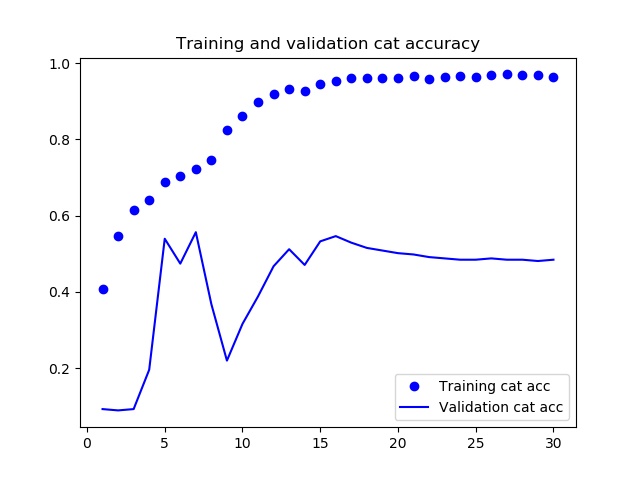 Training and validation cat accuracy
1.0
0.8
0.6
0.4
0.2
0 5 10 15 20 25 30
Training cat acc
Validation cat acc